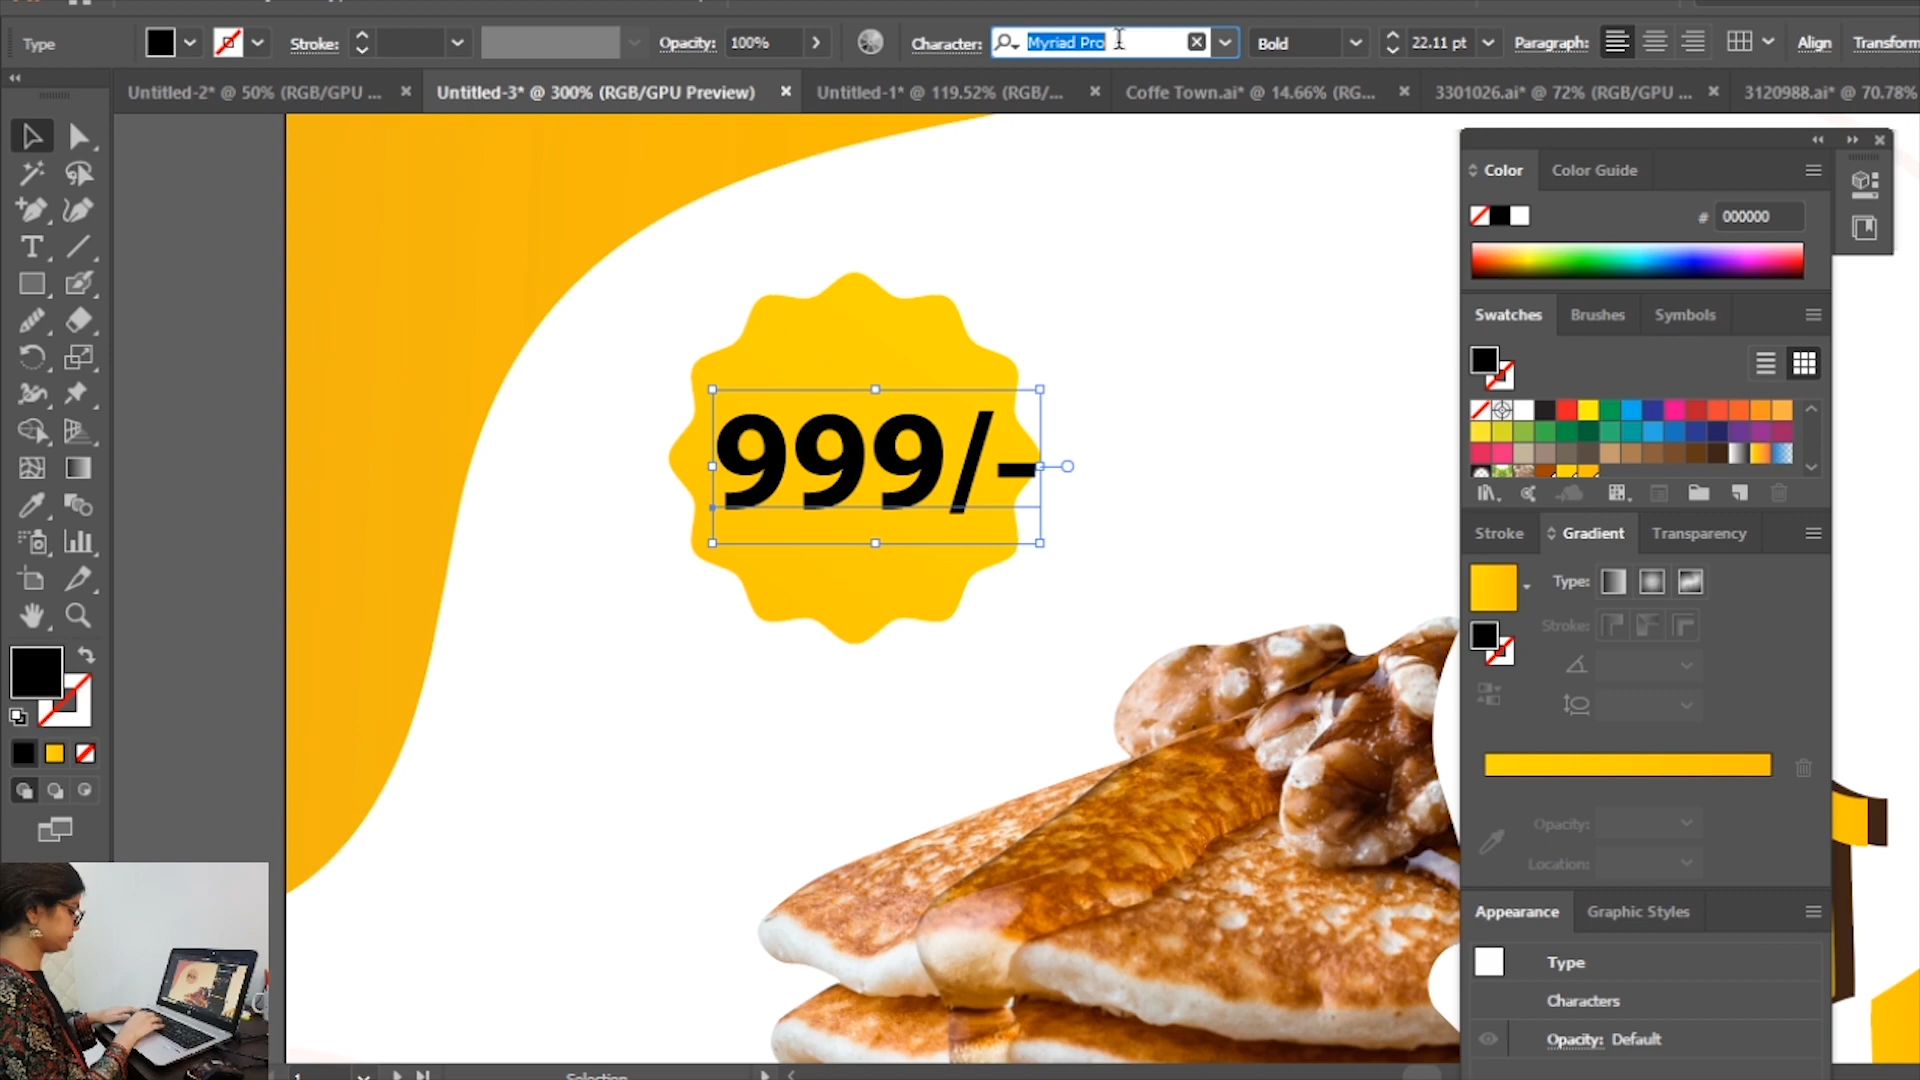 Type
Stroke:
Opacity: 100%
Character: Myriad Pro
Bold
22.11 pt
Paragraph:
Align
Transform
Untitled-2* @ 50% (RGB/GPU ...
Untitled-3* @ 300% (RGB/GPU Preview)
Untitled-1* @ 119.52% (RGB/...
Coffe Town.ai* @ 14.66% (RG...
3301026.ai* @ 72% (RGB/GPU ...
3120988.ai* @ 70.78%
Color
Color Guide
# 000000
Swatches
Brushes
Symbols
999/-
Stroke
Gradient
Transparency
Type:
Stroke:
Opacity:
Location:
Appearance
Graphic Styles
Type
Characters
Opacity: Default
1
Selection